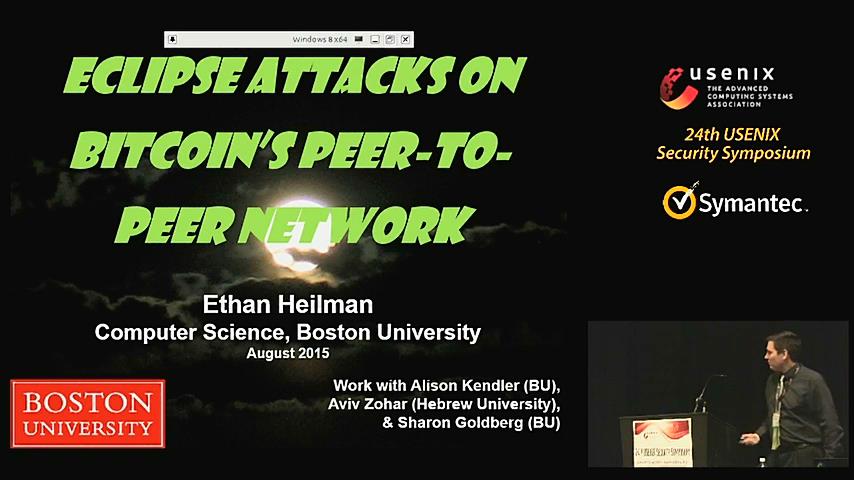 Windows 8 x64
ECLIPSE ATTACKS ON
BITCOIN'S PEER-TO-
PEER NETWORK
Ethan Heilman
Computer Science, Boston University
August 2015
Work with Alison Kendler (BU),
Aviv Zohar (Hebrew University),
& Sharon Goldberg (BU)
BOSTON
UNIVERSITY
usenix
THE ADVANCED
COMPUTING SYSTEMS
ASSOCIATION
24th USENIX
Security Symposium
Symantec.